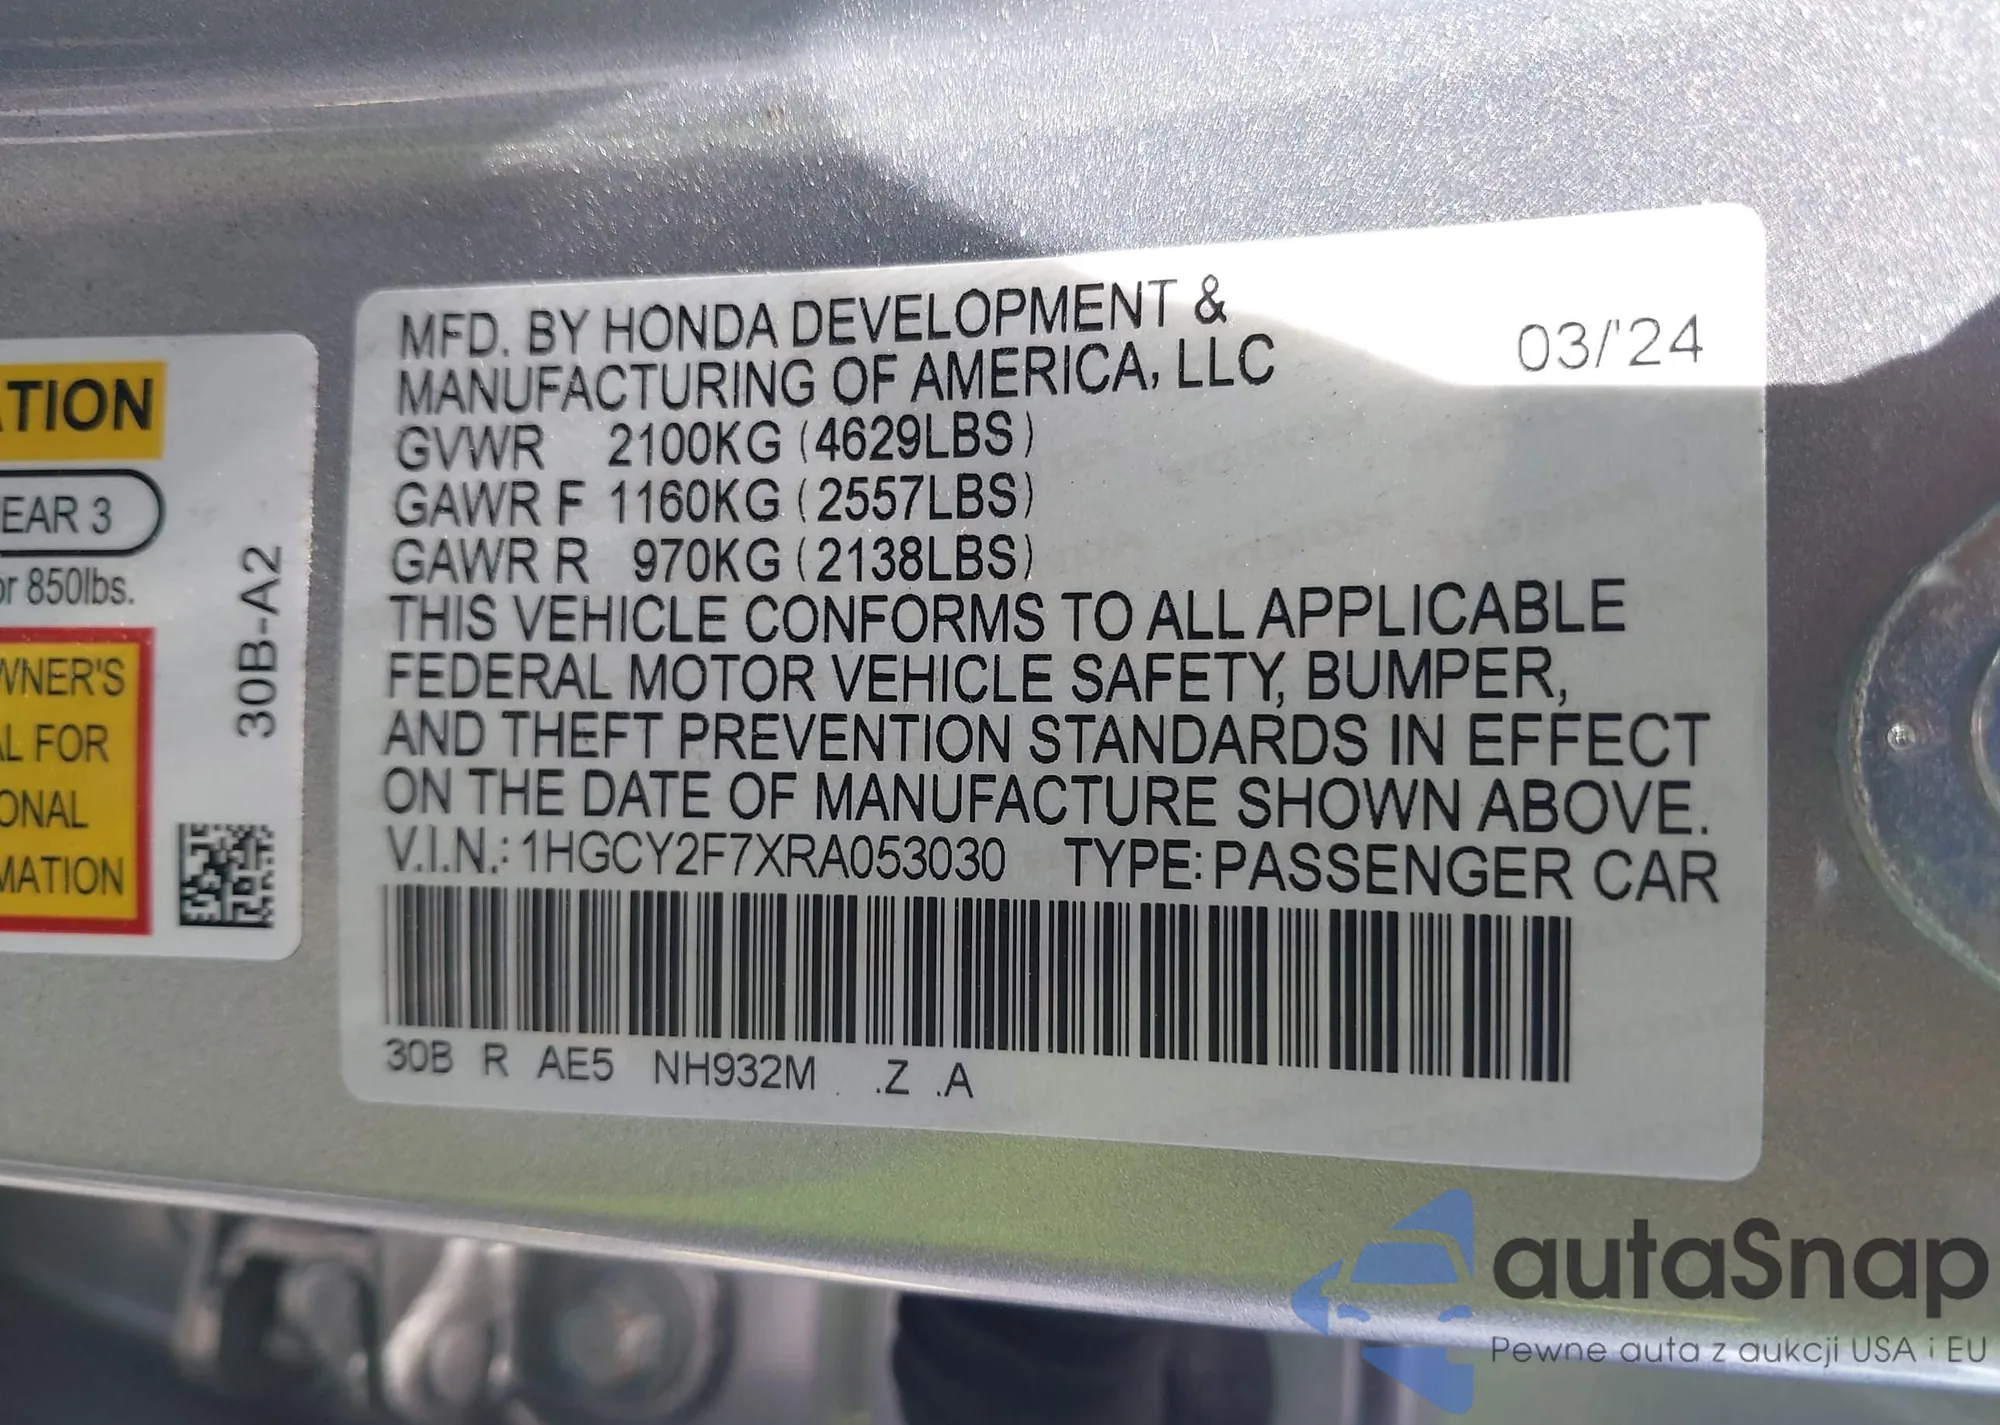 ATION
EAR 3
or 850lbs.
WNER'S
AL FOR
ONAL
MATION
30B-A2
MFD. BY HONDA DEVELOPMENT &
MANUFACTURING OF AMERICA, LLC
03/'24
GVWR 2100KG (4629LBS)
GAWR F 1160KG (2557LBS)
GAWR R 970KG (2138LBS)
THIS VEHICLE CONFORMS TO ALL APPLICABLE
FEDERAL MOTOR VEHICLE SAFETY, BUMPER,
AND THEFT PREVENTION STANDARDS IN EFFECT
ON THE DATE OF MANUFACTURE SHOWN ABOVE.
V.I.N.: 1HGCY2F7XRA053030 TYPE: PASSENGER CAR
30B R AE5 NH932M .Z .A
autaSnap
Pewne auta z aukcji USA i EU